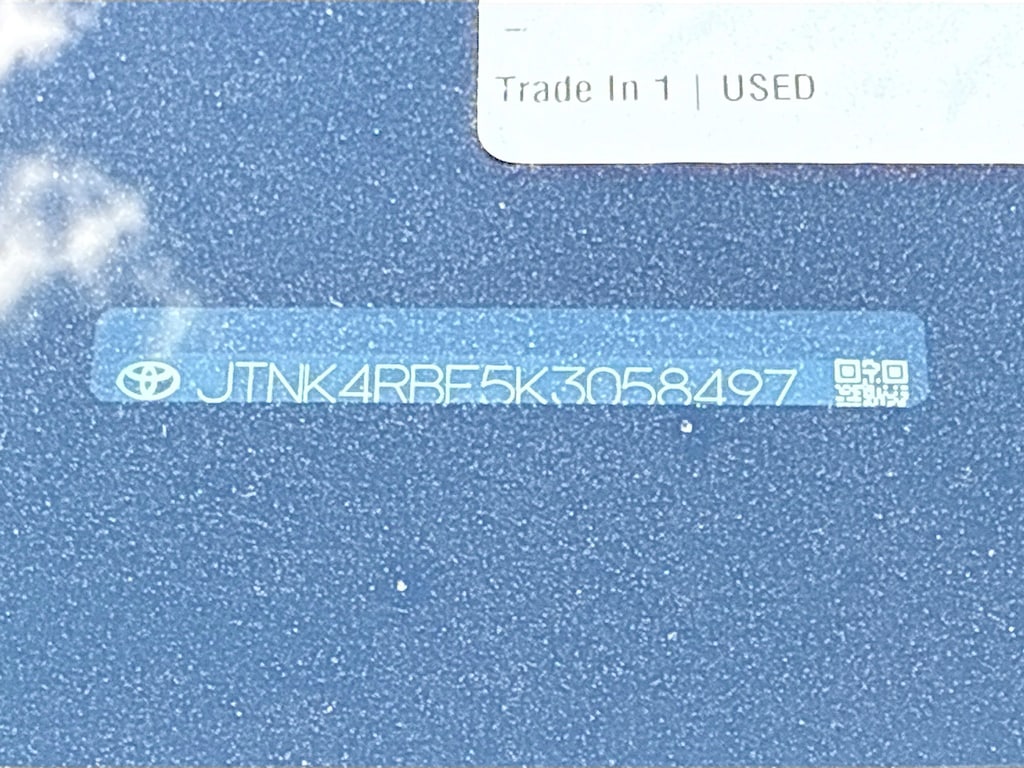 Trade In 1 | USED
JTNK4RBE5K3058497